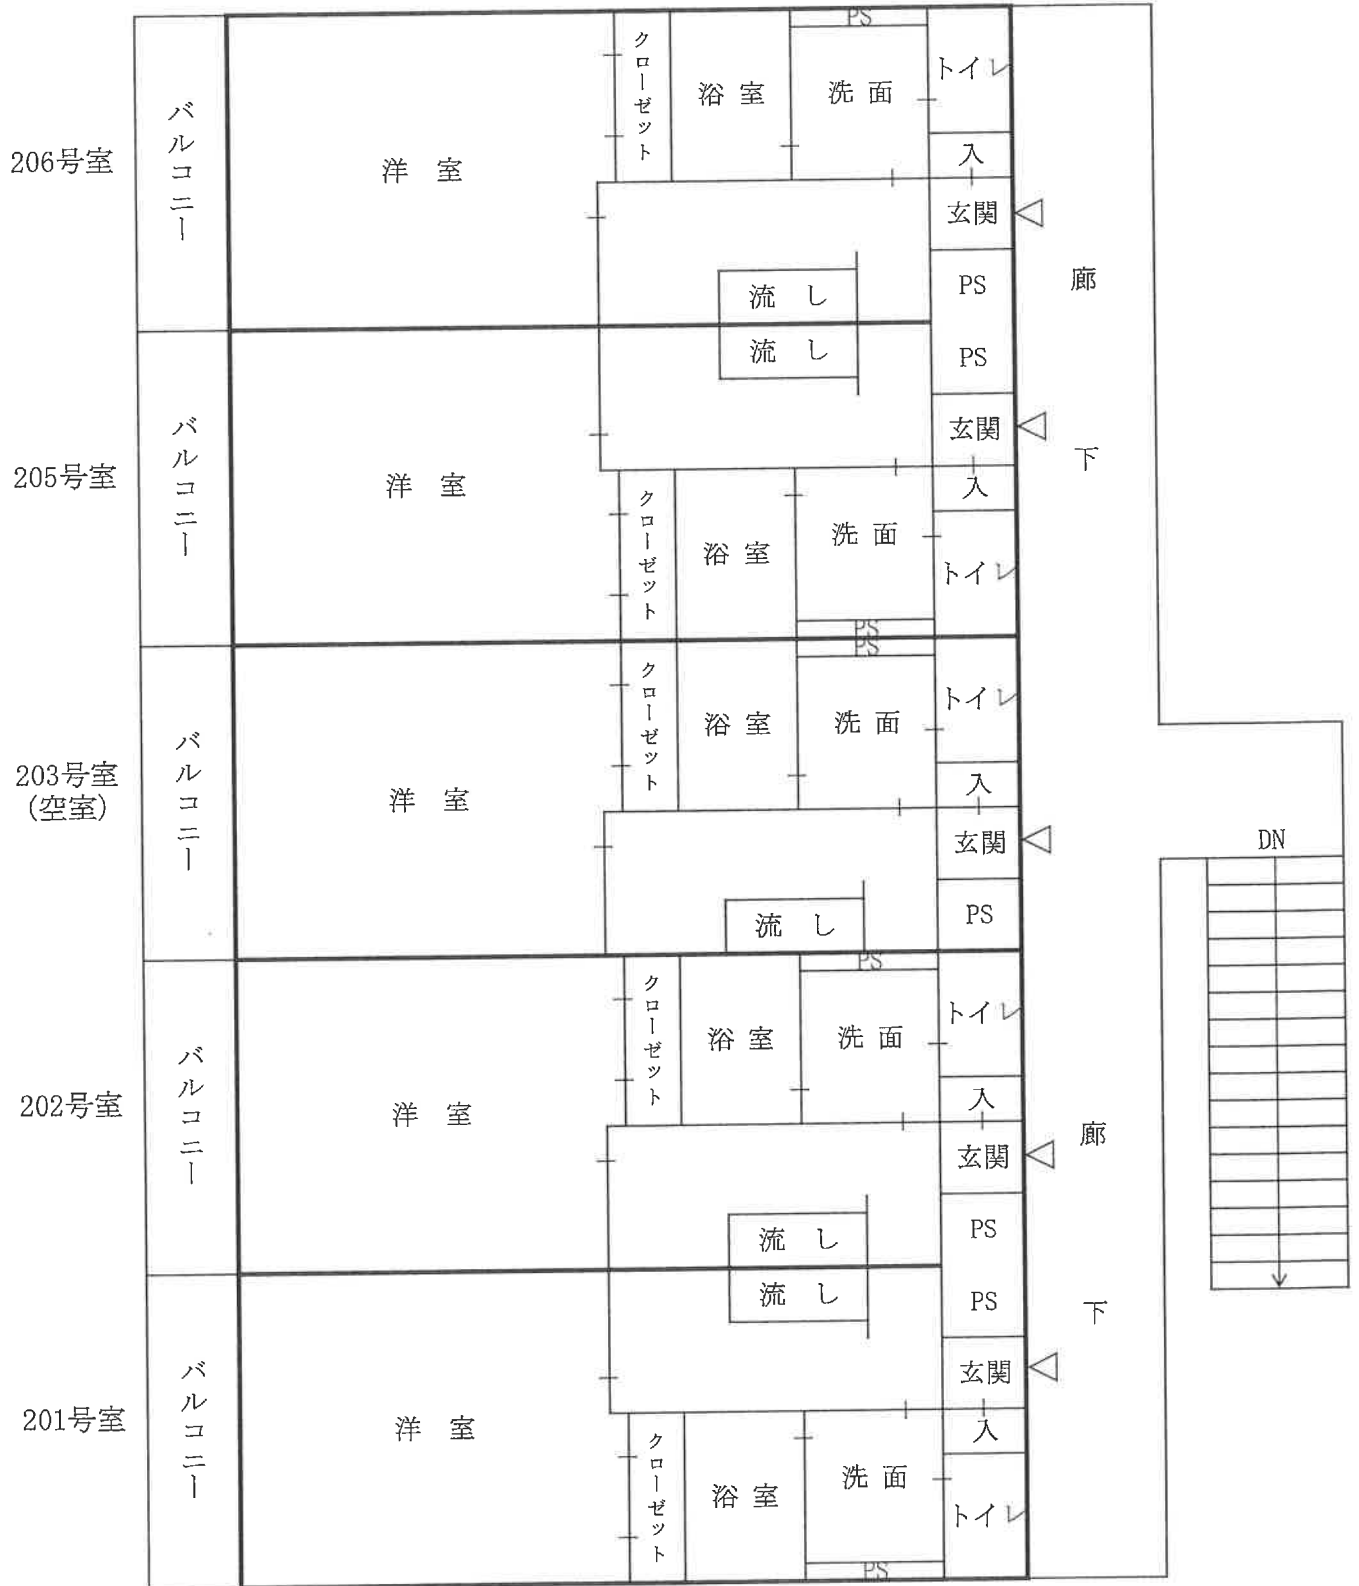 206号室
バルコニー
洋室
クローゼット
浴室
PS
洗面
トイレ
入
玄関
PS
流し
廊下
205号室
バルコニー
洋室
流し
PS
玄関
入
クローゼット
浴室
洗面
トイレ
PS
203号室
(空室)
バルコニー
洋室
クローゼット
浴室
PS
洗面
トイレ
入
玄関
PS
流し
DN
202号室
バルコニー
洋室
クローゼット
浴室
PS
洗面
トイレ
入
玄関
PS
流し
廊下
201号室
バルコニー
洋室
流し
PS
玄関
入
クローゼット
浴室
洗面
トイレ
PS